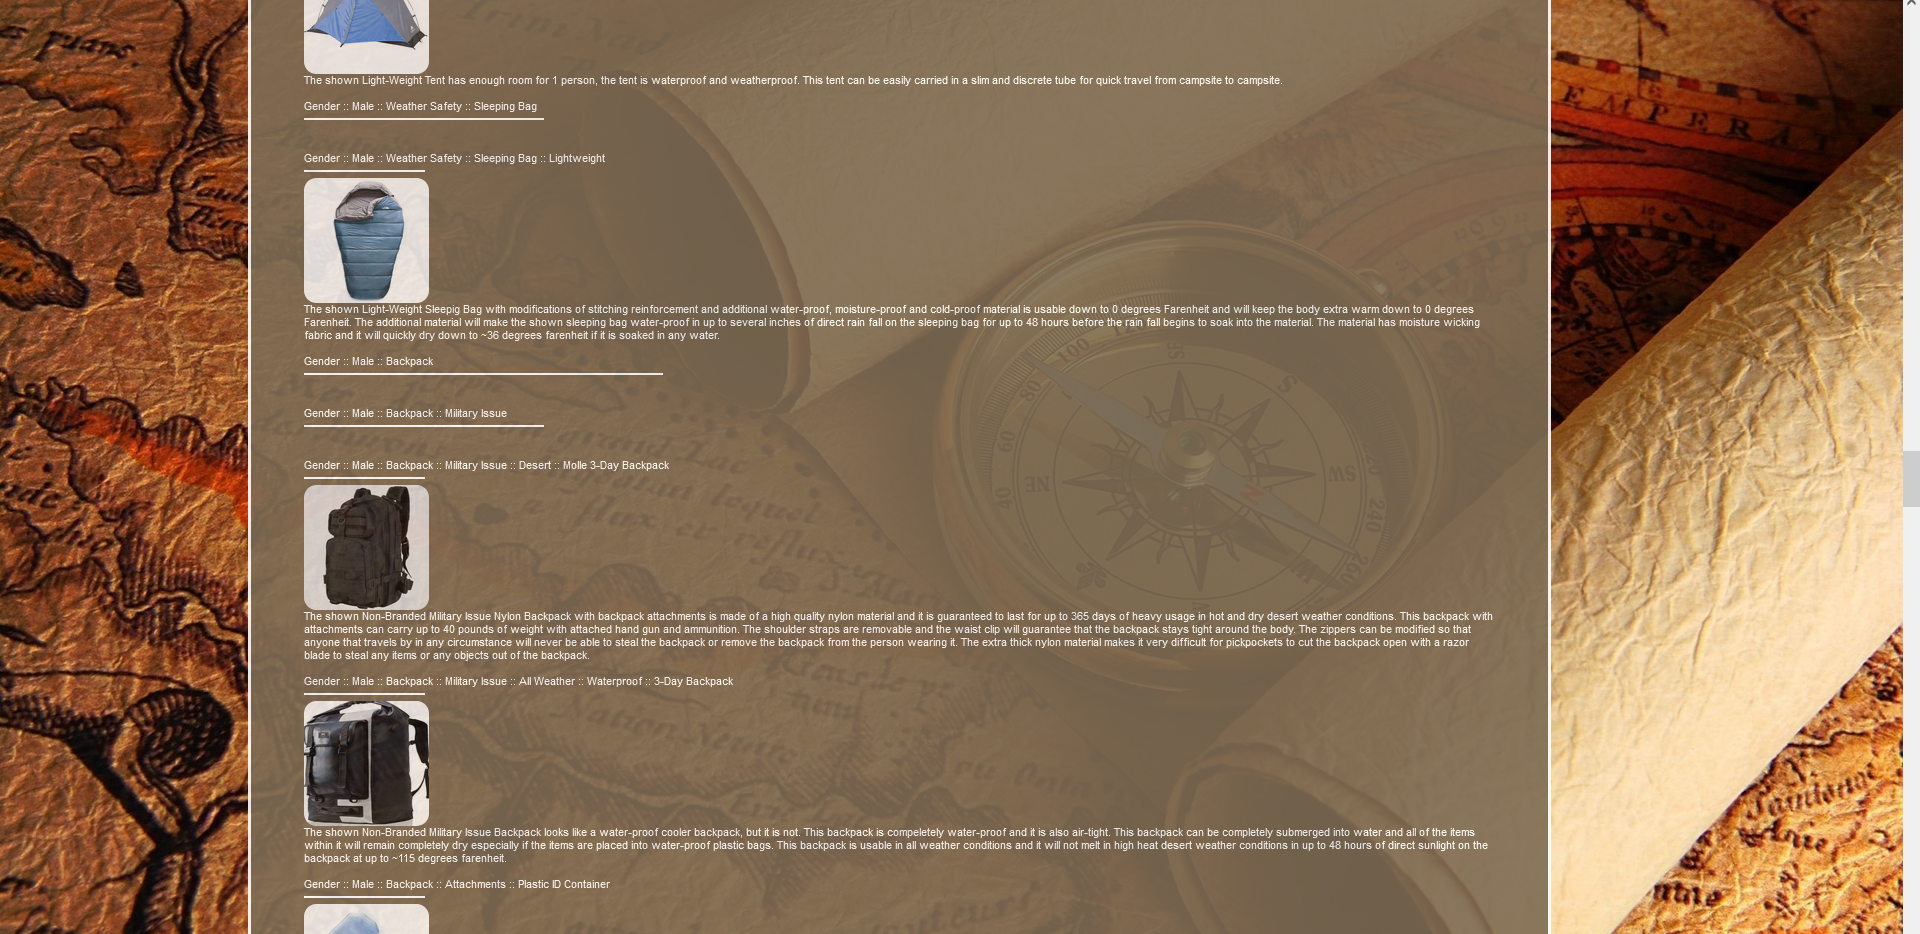 The shown Light-Weight Tent has enough room for 1 person, the tent is waterproof and weatherproof. This tent can be easily carried in a slim and discrete tube for quick travel from campsite to campsite.
Gender :: Male :: Weather Safety :: Sleeping Bag
Gender :: Male :: Weather Safety :: Sleeping Bag :: Lightweight
The shown Light-Weight Sleepig Bag with modifications of stitching reinforcement and additional water-proof, moisture-proof and cold-proof material is usable down to 0 degrees Farenheit and will keep the body extra warm down to 0 degrees
Farenheit. The additional material will make the shown sleeping bag water-proof in up to several inches of direct rain fall on the sleeping bag for up to 48 hours before the rain fall begins to soak into the material. The material has moisture wicking
fabric and it will quickly dry down to ~36 degrees farenheit if it is soaked in any water.
Gender :: Male :: Backpack
Gender :: Male :: Backpack :: Military Issue
Gender :: Male :: Backpack :: Military Issue :: Desert :: Molle 3-Day Backpack
The shown Non-Branded Military Issue Nylon Backpack with backpack attachments is made of a high quality nylon material and it is guaranteed to last for up to 365 days of heavy usage in hot and dry desert weather conditions. This backpack with
attachments can carry up to 40 pounds of weight with attached hand gun and ammunition. The shoulder straps are removable and the waist clip will guarantee that the backpack stays tight around the body. The zippers can be modified so that
anyone that travels by in any circumstance will never be able to steal the backpack or remove the backpack from the person wearing it. The extra thick nylon material makes it very difficult for pickpockets to cut the backpack open with a razor
blade to steal any items or any objects out of the backpack.
Gender :: Male :: Backpack :: Military Issue :: All Weather :: Waterproof :: 3-Day Backpack
The shown Non-Branded Military Issue Backpack looks like a water-proof cooler backpack, but it is not. This backpack is compeletely water-proof and it is also air-tight. This backpack can be completely submerged into water and all of the items
within it will remain completely dry especially if the items are placed into water-proof plastic bags. This backpack is usable in all weather conditions and it will not melt in high heat desert weather conditions in up to 48 hours of direct sunlight on the
backpack at up to ~115 degrees farenheit.
Gender :: Male :: Backpack :: Attachments :: Plastic ID Container
TEMPERA
100
80
60
40
SE
S
SW
NE
N
240
260